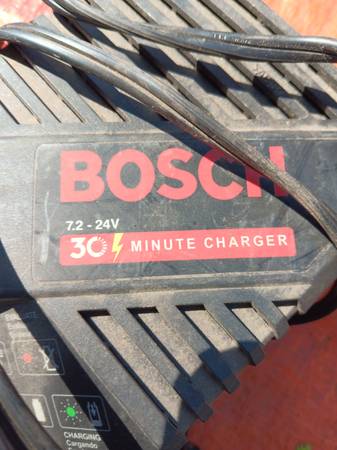 BOSCH
7.2 - 24V
30 MINUTE CHARGER
CHARGING
Cargando